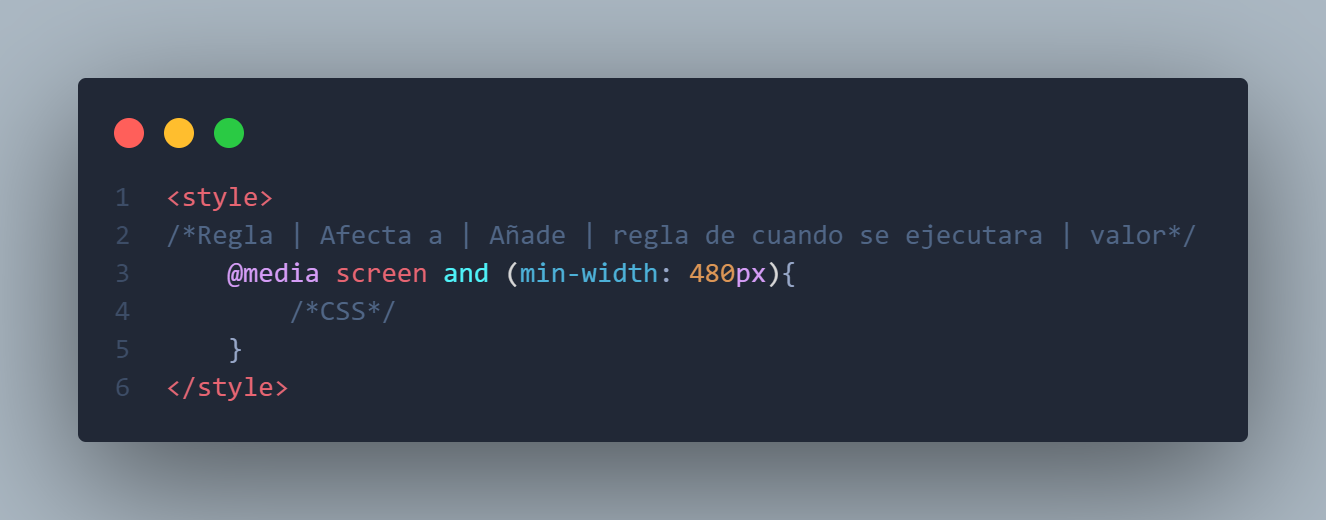 1 <style>
2 /*Regla | Afecta a | Añade | regla de cuando se ejecutara | valor*/
3     @media screen and (min-width: 480px){
4         /*CSS*/
5     }
6 </style>